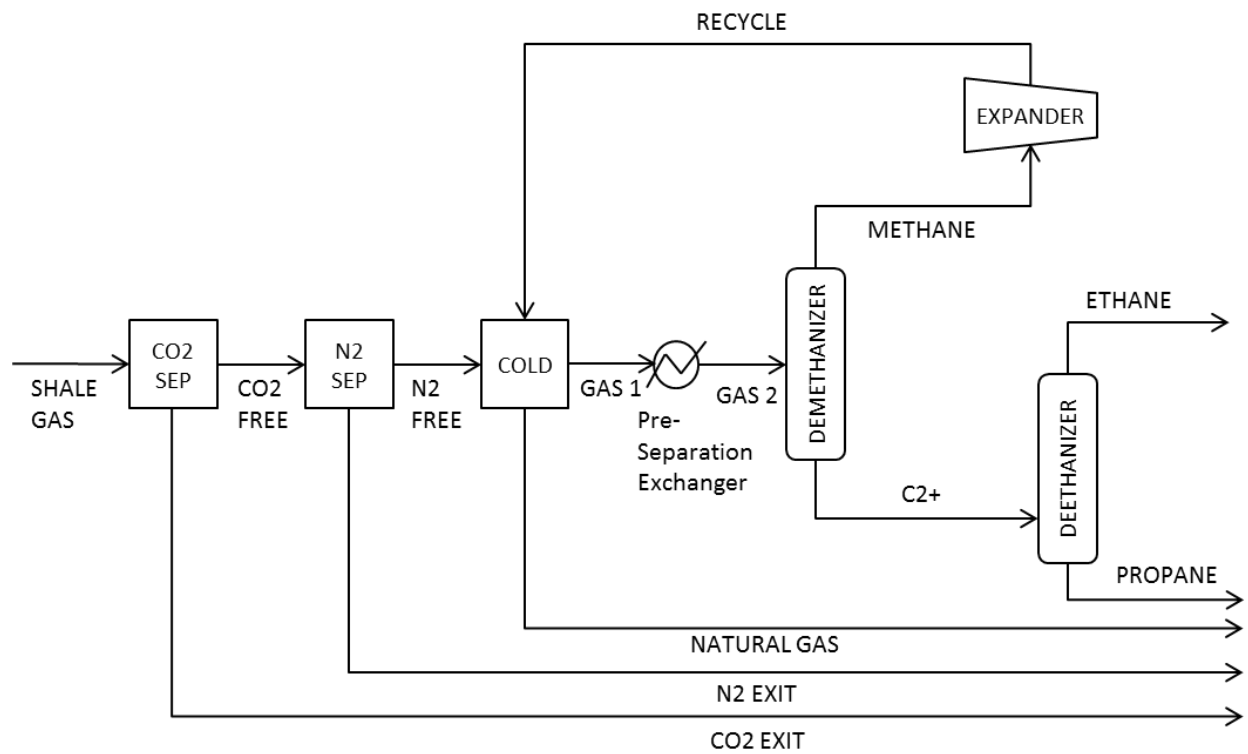 RECYCLE
EXPANDER
METHANE
ETHANE
CO2
SEP
N2
SEP
COLD
SHALE
GAS
CO2
FREE
N2
FREE
GAS 1
GAS 2
Pre-
Separation
Exchanger
DEMETHANIZER
C2+
DEETHANIZER
PROPANE
NATURAL GAS
N2 EXIT
CO2 EXIT